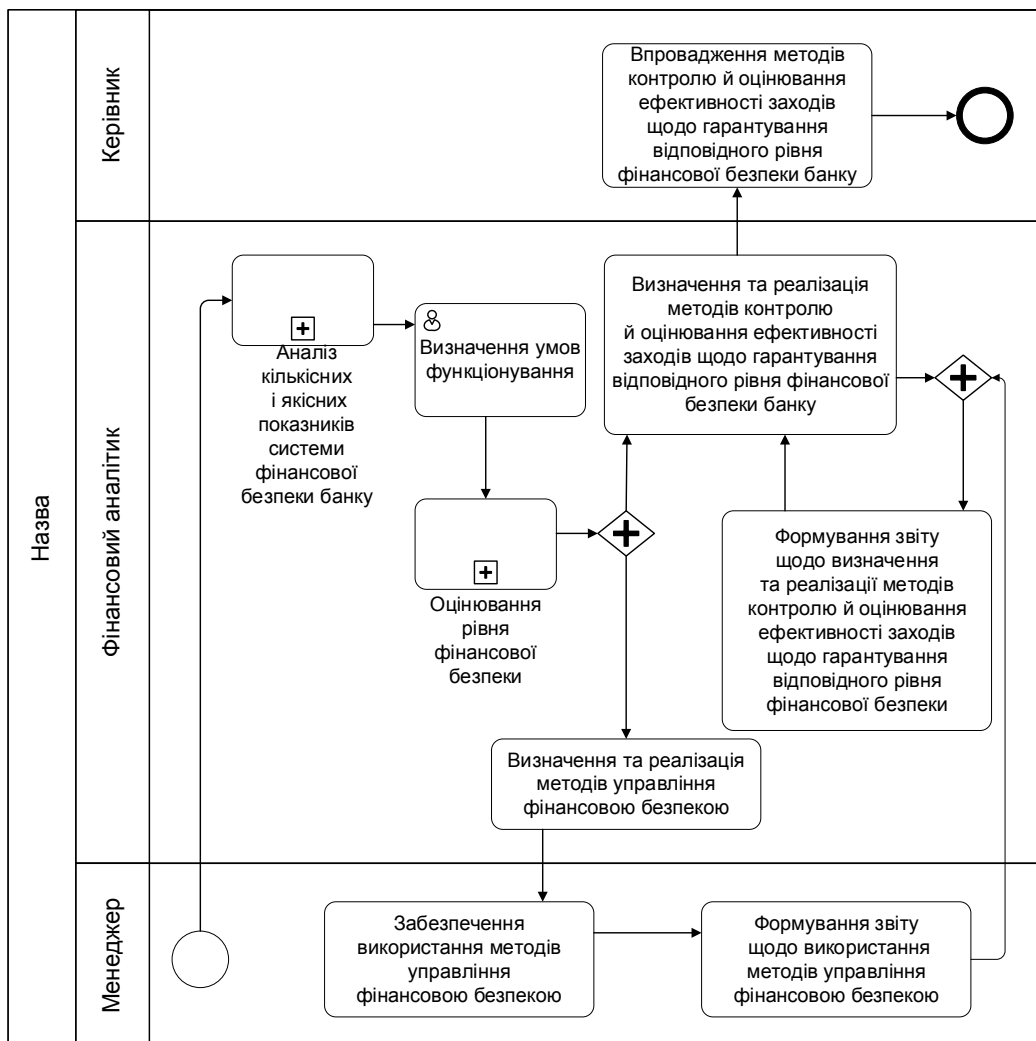 Назва
Керівник
Впровадження методів
контролю й оцінювання
ефективності заходів
щодо гарантування
відповідного рівня
фінансової безпеки банку
Фінансовий аналітик
Аналіз
кількісних
і якісних
показників
системи
фінансової
безпеки банку
Визначення умов
функціонування
Оцінювання
рівня
фінансової
безпеки
Визначення та реалізація
методів контролю
й оцінювання ефективності
заходів щодо гарантування
відповідного рівня фінансової
безпеки банку
Формування звіту
щодо визначення
та реалізації методів
контролю й оцінювання
ефективності заходів
щодо гарантування
відповідного рівня
фінансової безпеки
Визначення та реалізація
методів управління
фінансовою безпекою
Менеджер
Забезпечення
використання методів
управління
фінансовою безпекою
Формування звіту
щодо використання
методів управління
фінансовою безпекою